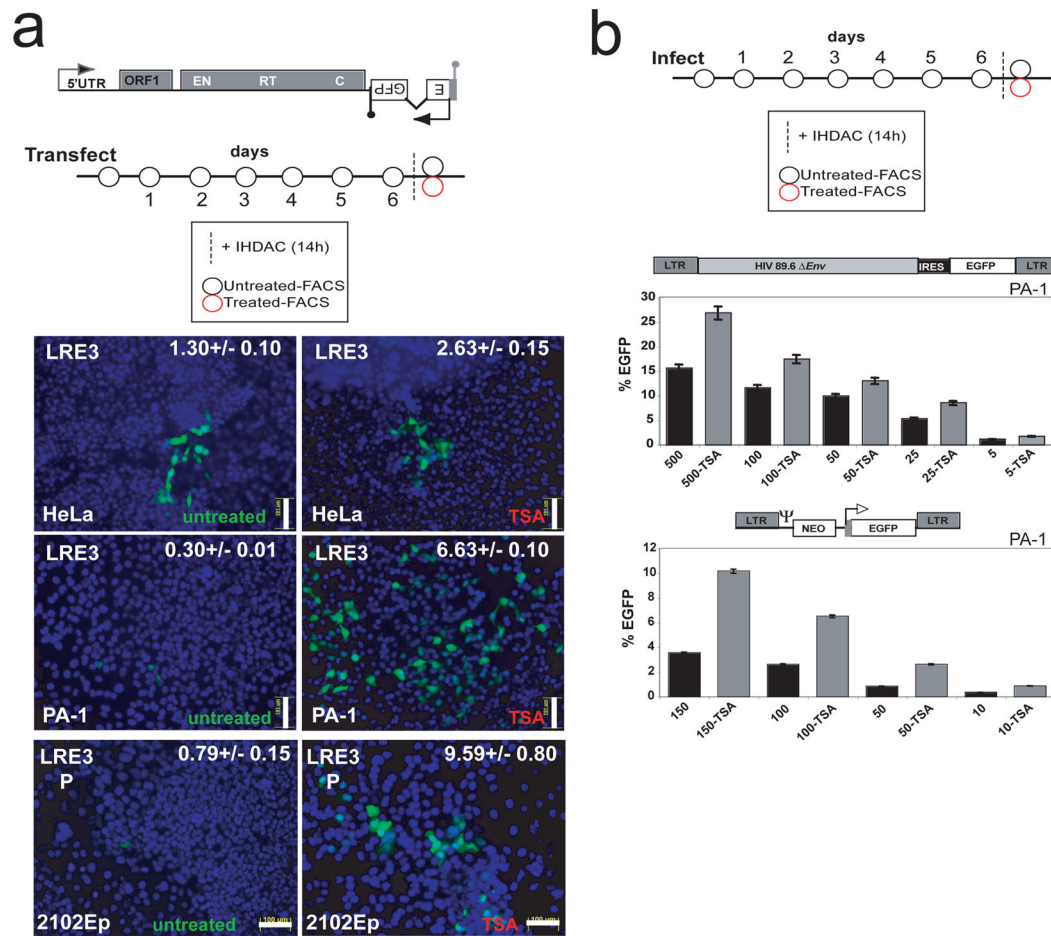 a
5'UTR ORF1 EN RT C GFP E
Transfect days
1 2 3 4 5 6
+ IHDAC (14h)
Untreated-FACS
Treated-FACS
LRE3 1.30+/- 0.10
HeLa untreated
LRE3 2.63+/- 0.15
HeLa TSA
LRE3 0.30+/- 0.01
PA-1 untreated
LRE3 6.63+/- 0.10
PA-1 TSA
LRE3 0.79+/- 0.15
P
2102Ep untreated 100 µm
LRE3 9.59+/- 0.80
P
2102Ep TSA 100 µm
b
days
Infect 1 2 3 4 5 6
+ IHDAC (14h)
Untreated-FACS
Treated-FACS
LTR HIV 89.6 ΔEnv IRES EGFP LTR
PA-1
% EGFP
30
25
20
15
10
5
0
500 500-TSA 100 100-TSA 50 50-TSA 25 25-TSA 5 5-TSA
LTR Ψ NEO EGFP LTR
PA-1
% EGFP
12
10
8
6
4
2
0
150 150-TSA 100 100-TSA 50 50-TSA 10 10-TSA